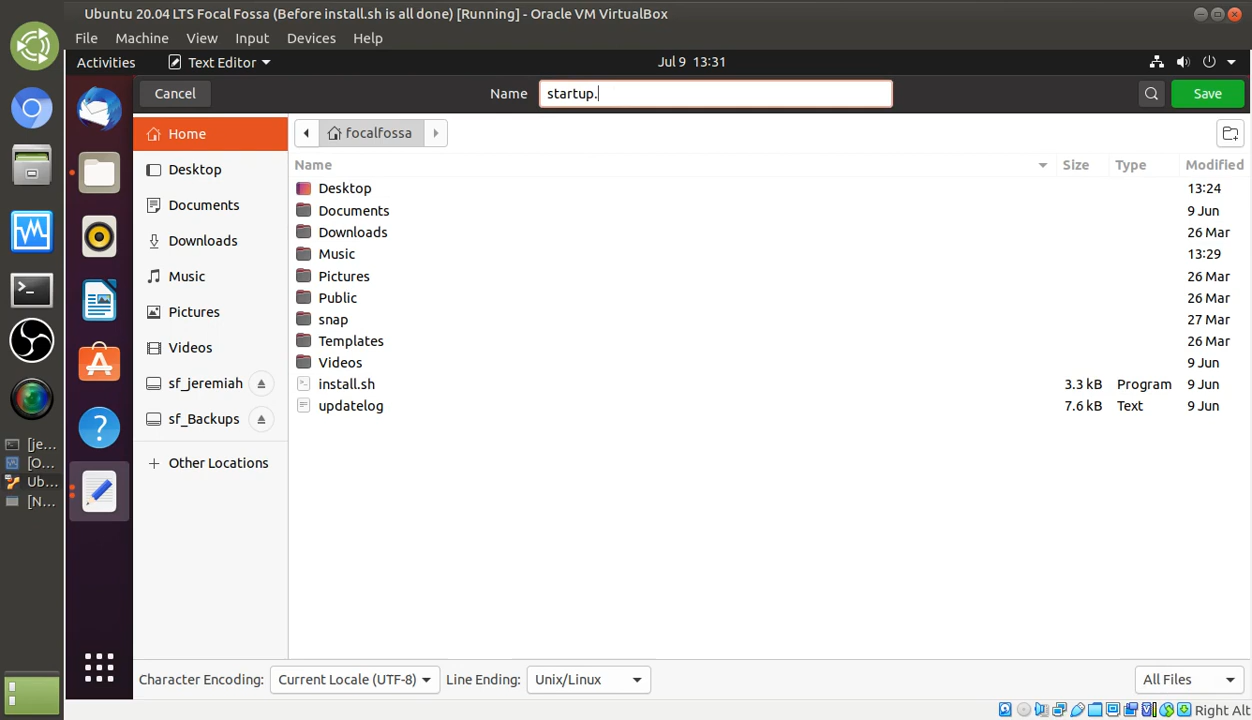 Ubuntu 20.04 LTS Focal Fossa (Before install.sh is all done) [Running] - Oracle VM VirtualBox
File Machine View Input Devices Help
Activities Text Editor Jul 9 13:31
Cancel Name startup. Save
Home focalfossa
Name Size Type Modified
Desktop
Documents
Downloads
Music
Pictures
Videos
sf_jeremiah
sf_Backups
+ Other Locations
Desktop 13:24
Documents 9 Jun
Downloads 26 Mar
Music 13:29
Pictures 26 Mar
Public 26 Mar
snap 27 Mar
Templates 26 Mar
Videos 9 Jun
install.sh 3.3 kB Program 9 Jun
updatelog 7.6 kB Text 9 Jun
[je...
[O...
Ub...
[N...
Character Encoding: Current Locale (UTF-8) Line Ending: Unix/Linux All Files
Right Alt